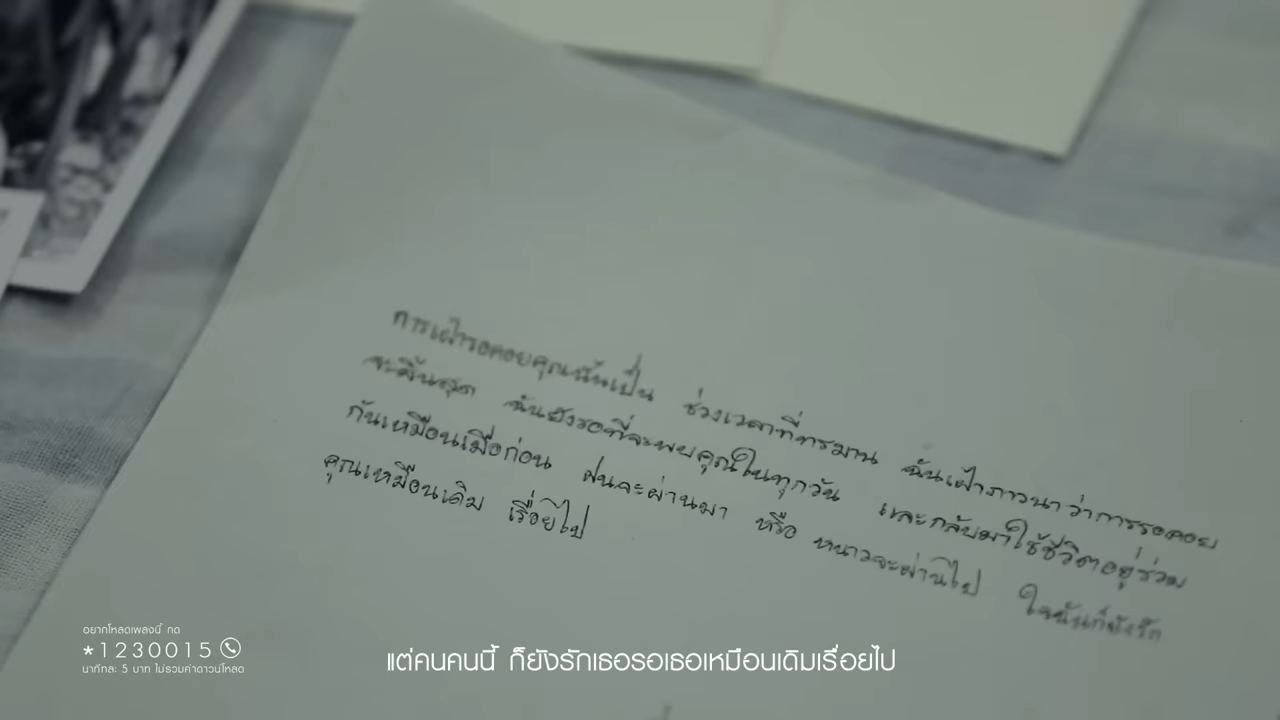 การเฝ้ารอคอยคุณนั้นเป็น ช่วงเวลาที่ทรมาน ฉันเฝ้าภาวนาว่าการรอคอย
จะสิ้นสุด ฉันยังรอที่จะพบคุณในทุกวัน และกลับมาใช้ชีวิตอยู่ร่วม
กันเหมือนเมื่อก่อน ฝนจะผ่านมา หรือ หนาวจะผ่านไป ใจฉันก็ยังรัก
คุณเหมือนเดิม เรื่อยไป
อยากโหลดเพลงนี้ กด
*1230015
นาทีละ 5 บาท ไม่รวมค่าดาวน์โหลด
แต่คนคนนี้ ก็ยังรักเธอรอเธอเหมือนเดิมเรื่อยไป